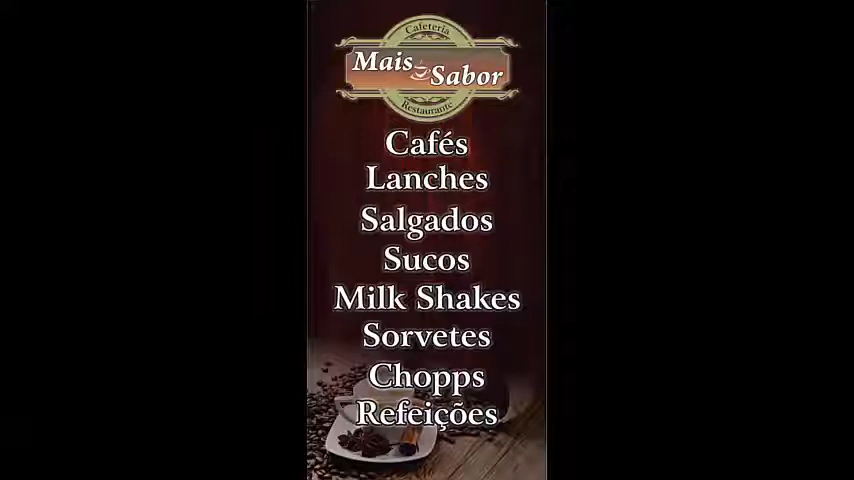 Cafeteria
Mais Sabor
Restaurante
Cafés
Lanches
Salgados
Sucos
Milk Shakes
Sorvetes
Chopps
Refeições